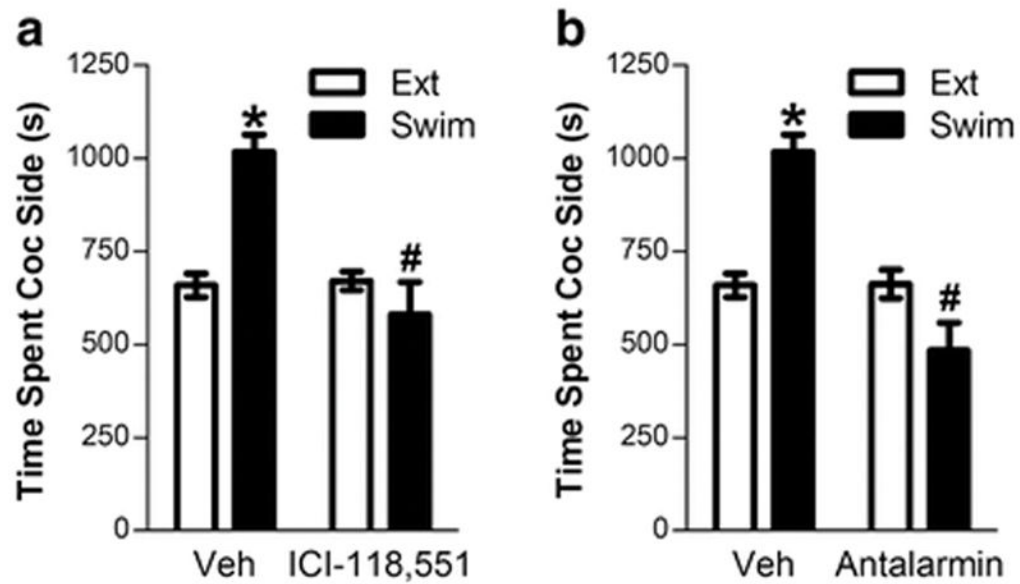 a
Time Spent Coc Side (s)
1250
1000
750
500
250
0
Ext
Swim
*
#
Veh ICI-118,551
b
Time Spent Coc Side (s)
1250
1000
750
500
250
0
Ext
Swim
*
#
Veh Antalarmin